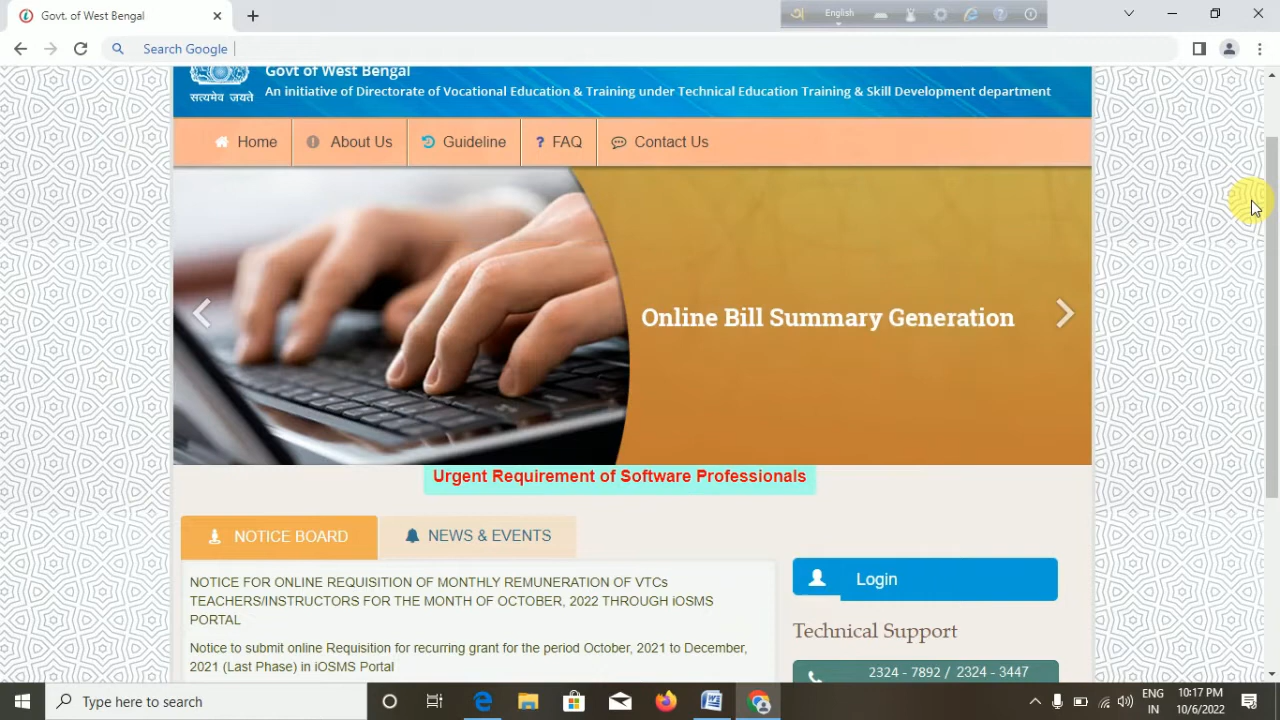 Govt. of West Bengal
অ English
Search Google
Govt of West Bengal
सत्यमेव जयते
An initiative of Directorate of Vocational Education & Training under Technical Education Training & Skill Development department
Home
About Us
Guideline
? FAQ
Contact Us
Online Bill Summary Generation
Urgent Requirement of Software Professionals
NOTICE BOARD
NEWS & EVENTS
NOTICE FOR ONLINE REQUISITION OF MONTHLY REMUNERATION OF VTCs
TEACHERS/INSTRUCTORS FOR THE MONTH OF OCTOBER, 2022 THROUGH iOSMS
PORTAL
Notice to submit online Requisition for recurring grant for the period October, 2021 to December,
2021 (Last Phase) in iOSMS Portal
Login
Technical Support
2324 - 7892 / 2324 - 3447
Type here to search
ENG
IN
10:17 PM
10/6/2022